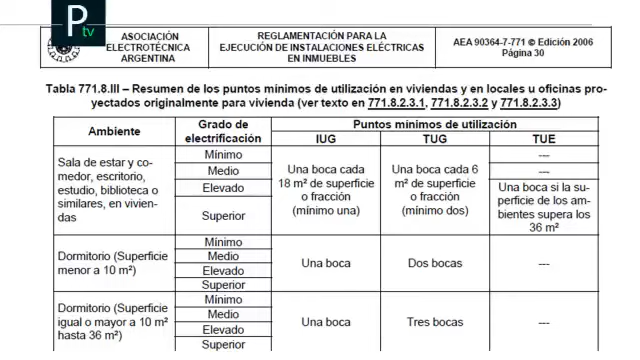 P
tv
ASOCIACIÓN
ELECTROTÉCNICA
ARGENTINA
REGLAMENTACIÓN PARA LA
EJECUCIÓN DE INSTALACIONES ELÉCTRICAS
EN INMUEBLES
AEA 90364-7-771 © Edición 2006
Página 30
Tabla 771.8.III – Resumen de los puntos mínimos de utilización en viviendas y en locales u oficinas pro-
yectados originalmente para vivienda (ver texto en 771.8.2.3.1, 771.8.2.3.2 y 771.8.2.3.3)
Ambiente
Grado de
electrificación
Puntos mínimos de utilización
IUG
TUG
TUE
Sala de estar y co-
medor, escritorio,
estudio, biblioteca o
similares, en vivien-
das
Mínimo
Medio
Elevado
Superior
Una boca cada
18 m² de superficie
o fracción
(mínimo una)
Una boca cada 6
m² de superficie
o fracción
(mínimo dos)
---
---
Una boca si la su-
perficie de los am-
bientes supera los
36 m²
Dormitorio (Superficie
menor a 10 m²)
Mínimo
Medio
Elevado
Superior
Una boca
Dos bocas
---
Dormitorio (Superficie
igual o mayor a 10 m²
hasta 36 m²)
Mínimo
Medio
Elevado
Superior
Una boca
Tres bocas
---